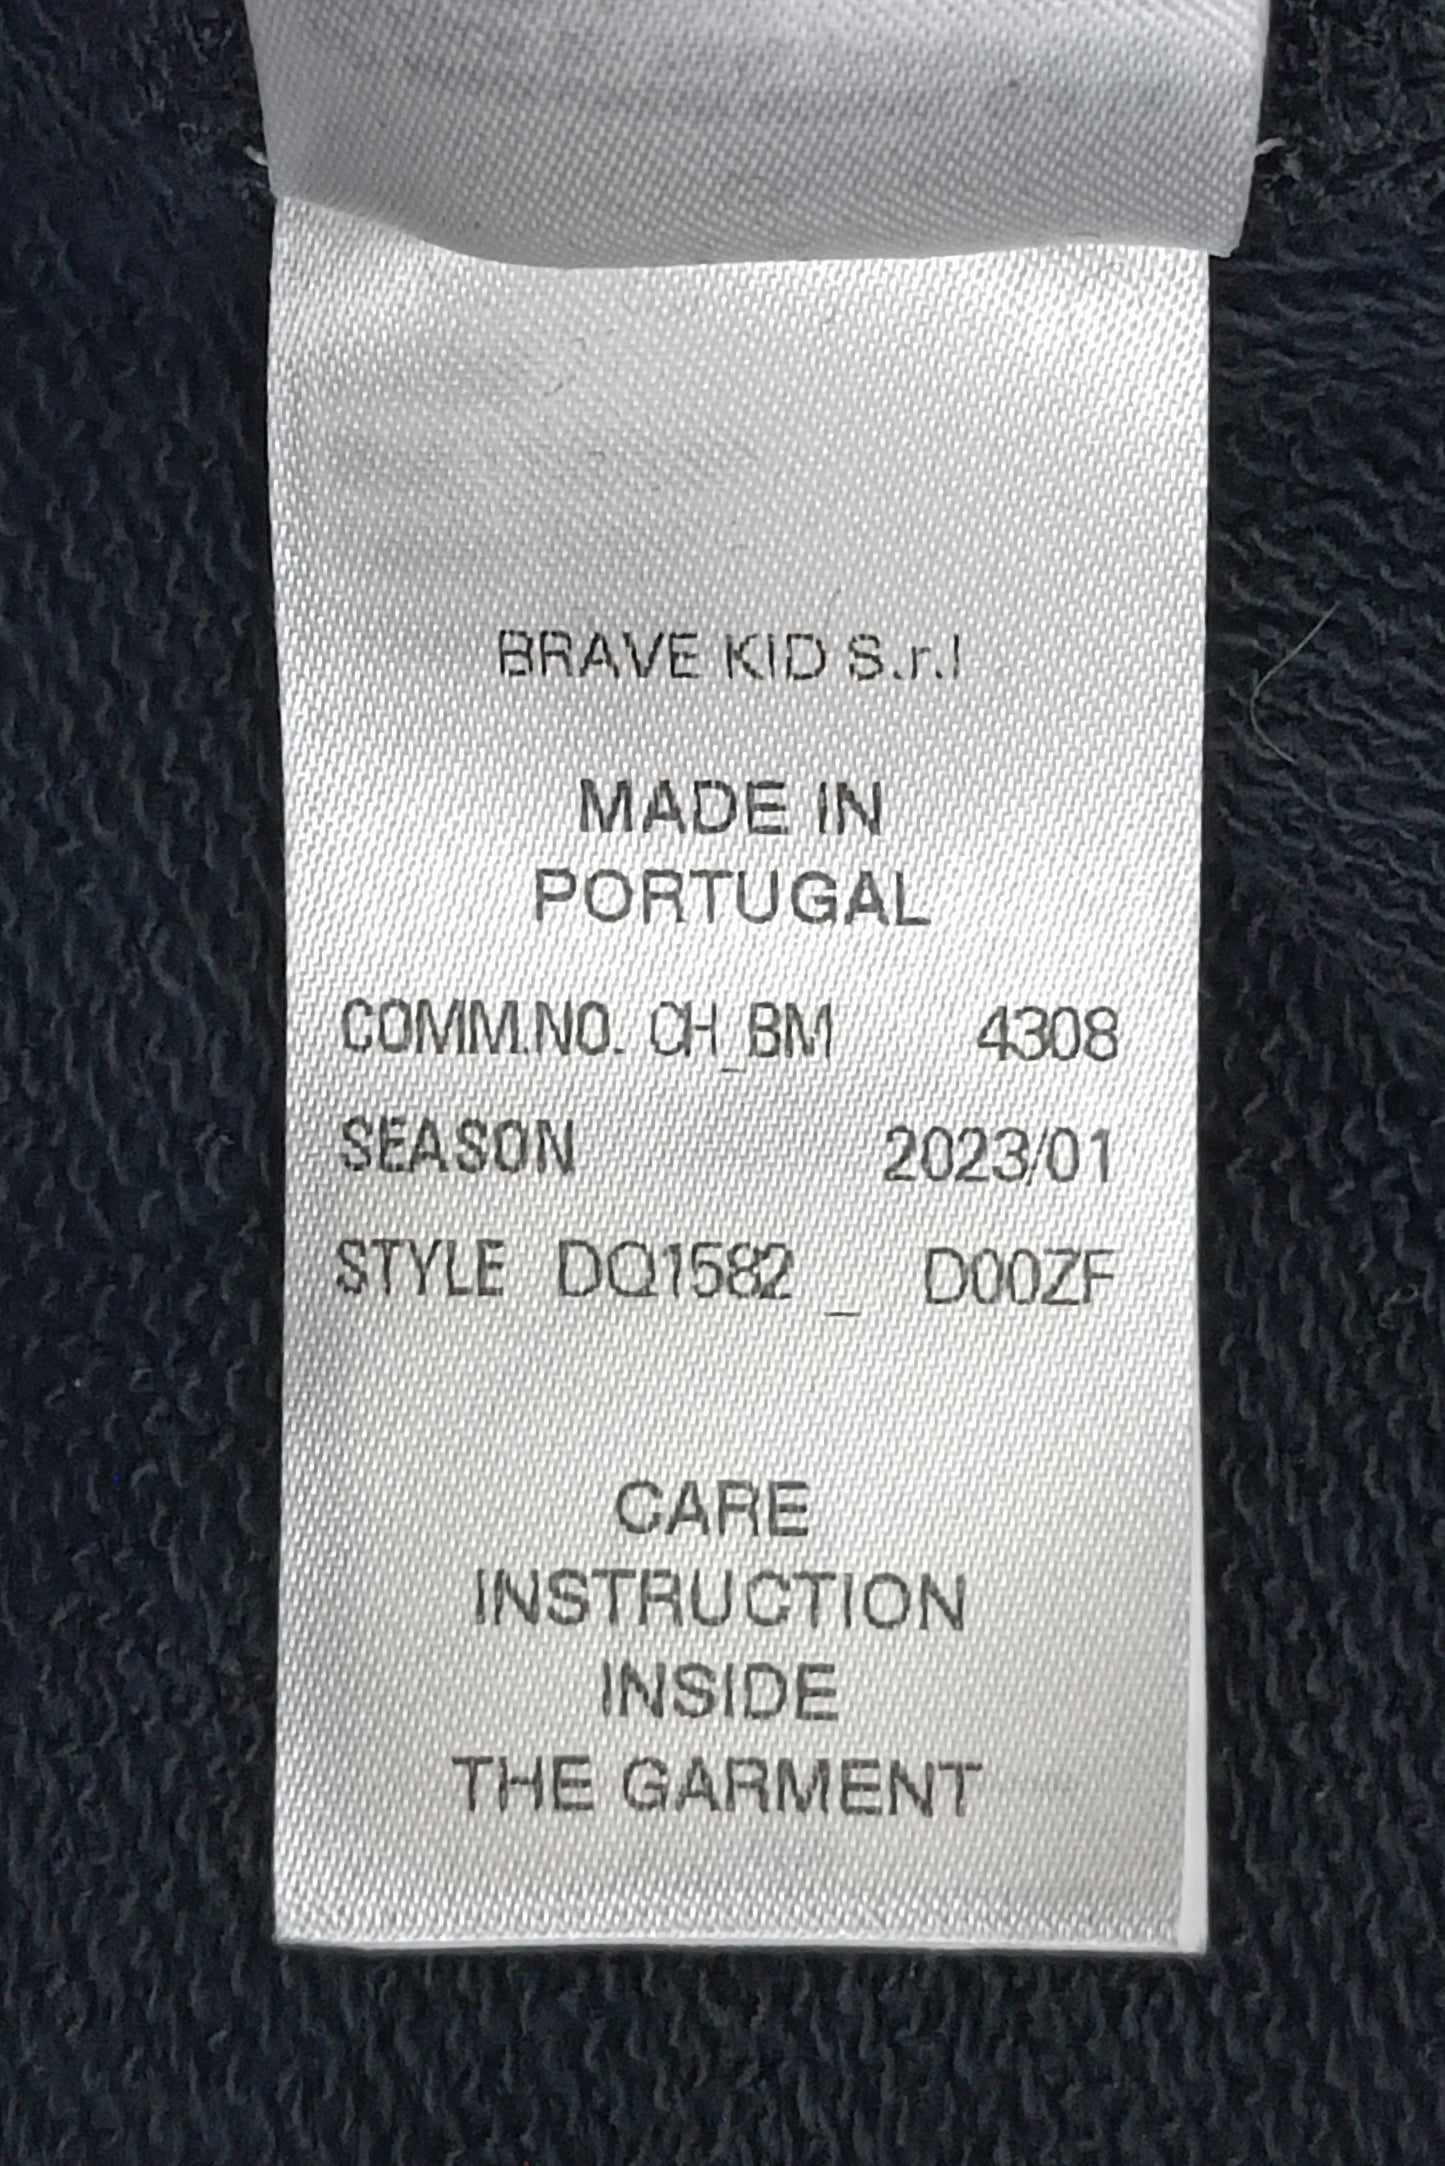 BRAVE KID S.r.l
MADE IN
PORTUGAL
COMM.NO. CH_BM 4308
SEASON 2023/01
STYLE DQ1582 _ D00ZF
CARE
INSTRUCTION
INSIDE
THE GARMENT